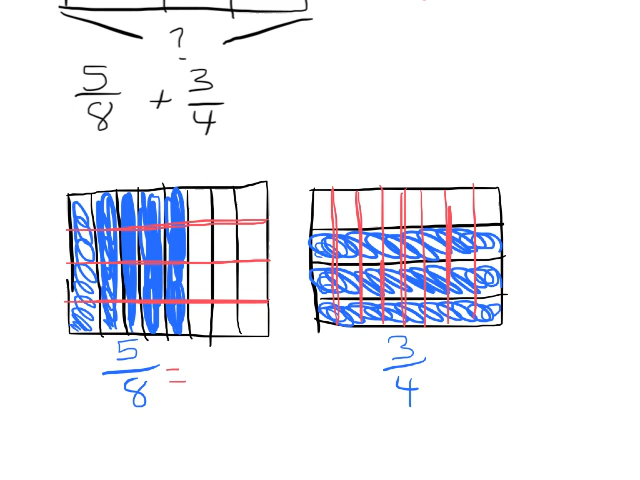 ?
5/8 + 3/4
5/8 =
3/4